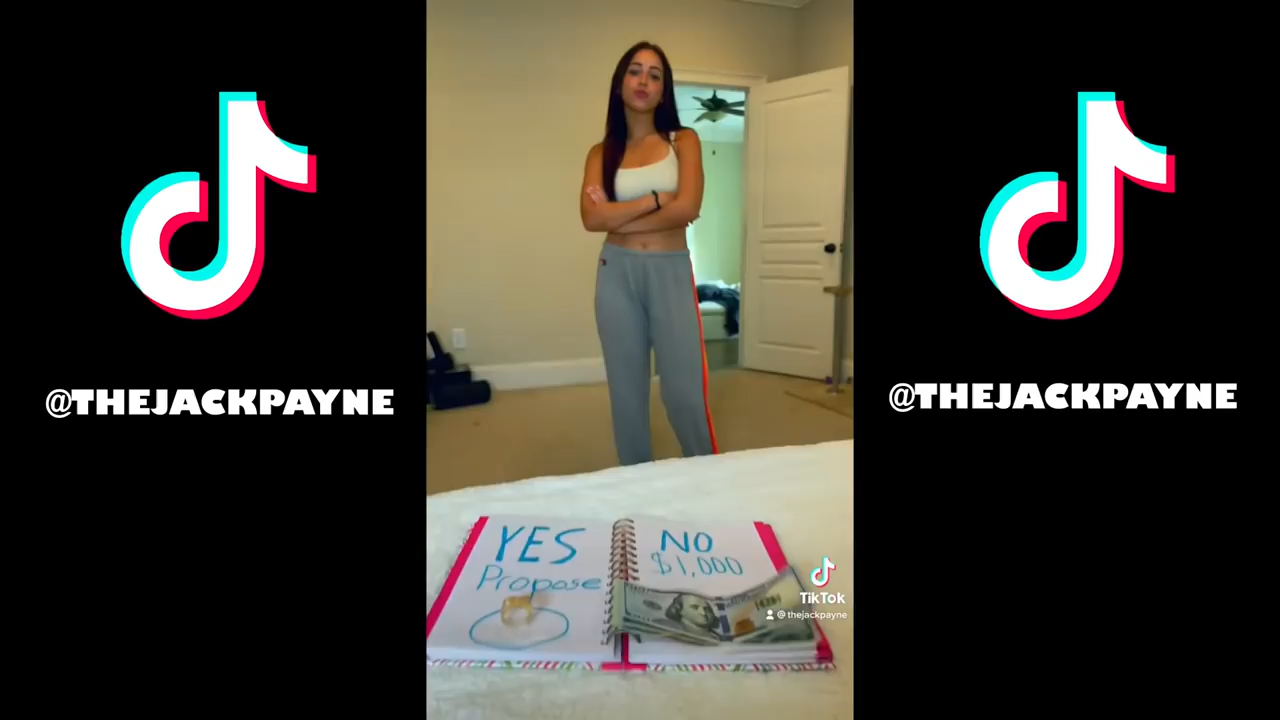 @THEJACKPAYNE
YES
Propose
NO
$1,000
TikTok
@thejackpayne
@THEJACKPAYNE